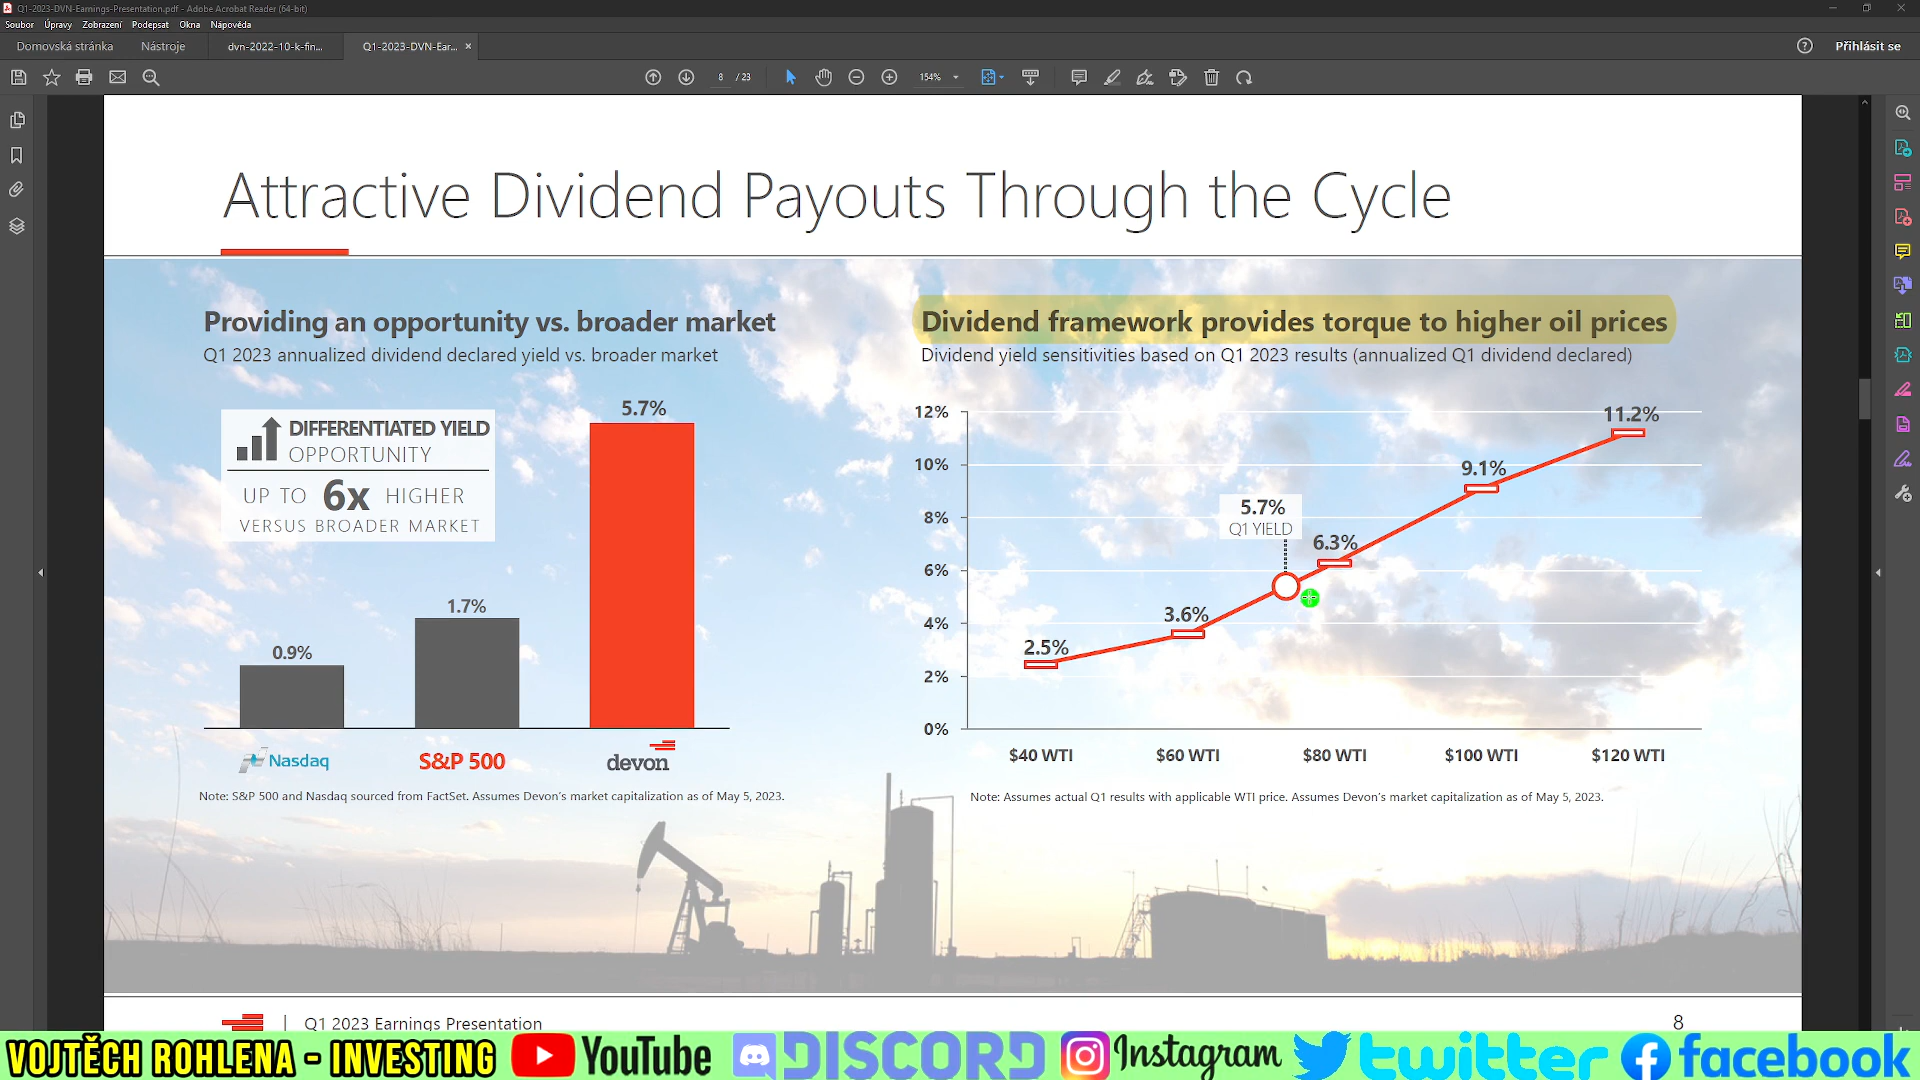 Q1-2023-DVN-Earnings-Presentation.pdf - Adobe Acrobat Reader (64-bit)
Soubor Úpravy Zobrazení Podepsat Okna Nápověda
Domovská stránka Nástroje dvn-2022-10-k-fin... Q1-2023-DVN-Ear... × Přihlásit se
8 / 23 154%
Attractive Dividend Payouts Through the Cycle
Providing an opportunity vs. broader market
Q1 2023 annualized dividend declared yield vs. broader market
DIFFERENTIATED YIELD
OPPORTUNITY
UP TO 6x HIGHER
VERSUS BROADER MARKET
0.9%
1.7%
5.7%
Nasdaq
S&P 500
devon
Note: S&P 500 and Nasdaq sourced from FactSet. Assumes Devon's market capitalization as of May 5, 2023.
Dividend framework provides torque to higher oil prices
Dividend yield sensitivities based on Q1 2023 results (annualized Q1 dividend declared)
12%
10%
8%
6%
4%
2%
0%
2.5%
3.6%
5.7%
Q1 YIELD
6.3%
9.1%
11.2%
$40 WTI $60 WTI $80 WTI $100 WTI $120 WTI
Note: Assumes actual Q1 results with applicable WTI price. Assumes Devon's market capitalization as of May 5, 2023.
| Q1 2023 Earnings Presentation 8
VOJTĚCH ROHLENA - INVESTING YouTube DISCORD Instagram twitter facebook